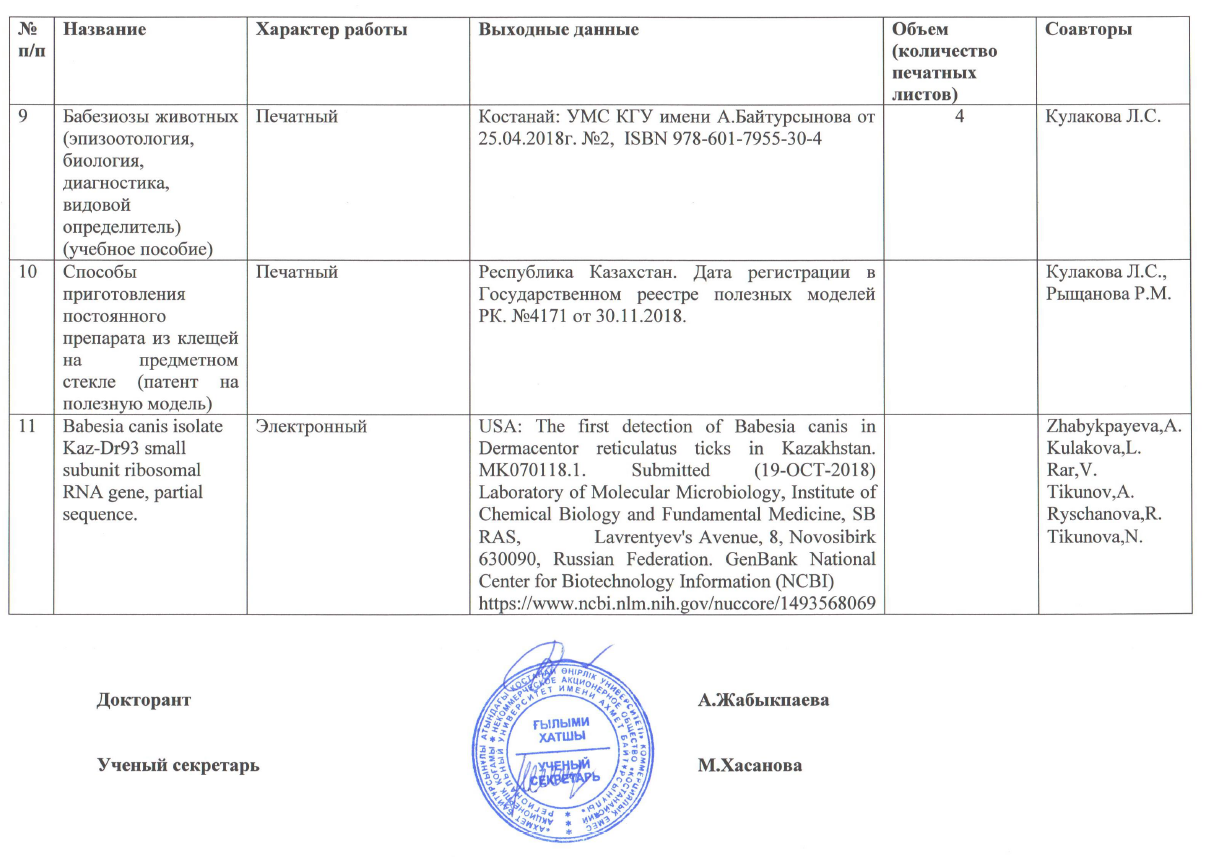 № п/п
Название
Характер работы
Выходные данные
Объем
(количество
печатных
листов)
Соавторы
9
Бабезиозы животных
(эпизоотология,
биология,
диагностика,
видовой
определитель)
(учебное пособие)
Печатный
Костанай: УМС КГУ имени А.Байтурсынова от
25.04.2018г. №2, ISBN 978-601-7955-30-4
4
Кулакова Л.С.
10
Способы
приготовления
постоянного
препарата из клещей
на предметном
стекле (патент на
полезную модель)
Печатный
Республика Казахстан. Дата регистрации в
Государственном реестре полезных моделей
РК. №4171 от 30.11.2018.
Кулакова Л.С.,
Рыщанова Р.М.
11
Babesia canis isolate
Kaz-Dr93 small
subunit ribosomal
RNA gene, partial
sequence.
Электронный
USA: The first detection of Babesia canis in
Dermacentor reticulatus ticks in Kazakhstan.
MK070118.1. Submitted (19-OCT-2018)
Laboratory of Molecular Microbiology, Institute of
Chemical Biology and Fundamental Medicine, SB
RAS, Lavrentyev's Avenue, 8, Novosibirk
630090, Russian Federation. GenBank National
Center for Biotechnology Information (NCBI)
https://www.ncbi.nlm.nih.gov/nuccore/1493568069
Zhabykpayeva,A.
Kulakova,L.
Rar,V.
Tikunov,A.
Ryschanova,R.
Tikunova,N.
Докторант
А.Жабыкпаева
ҒЫЛЫМИ
ХАТШЫ
УЧЕНЫЙ
СЕКРЕТАРЬ
Ученый секретарь
М.Хасанова